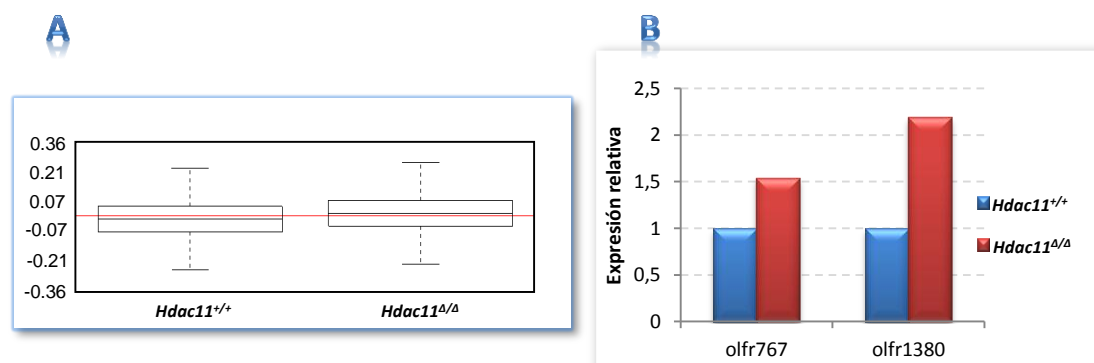 A
0.36
0.21
0.07
-0.07
-0.21
-0.36
Hdac11+/+ Hdac11Δ/Δ
B
Expresión relativa
2,5
2
1,5
1
0,5
0
olfr767 olfr1380
Hdac11+/+
Hdac11Δ/Δ